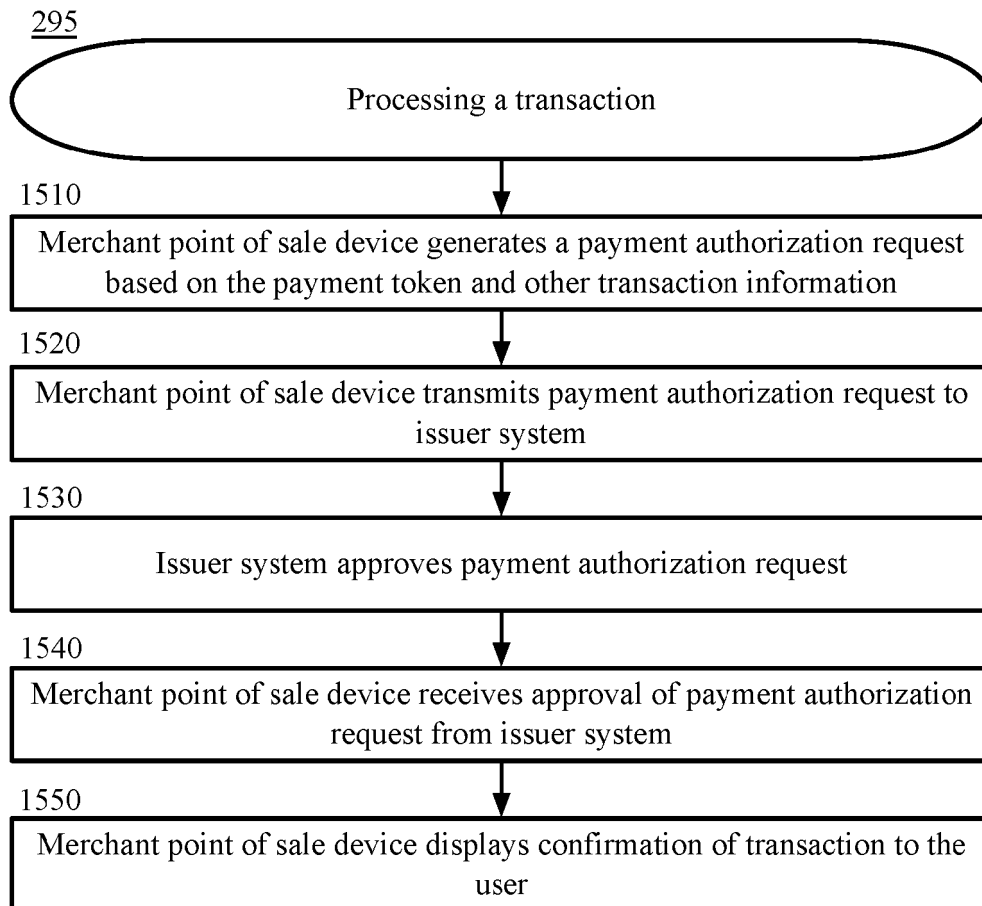 295
Processing a transaction
1510
Merchant point of sale device generates a payment authorization request
based on the payment token and other transaction information
1520
Merchant point of sale device transmits payment authorization request to
issuer system
1530
Issuer system approves payment authorization request
1540
Merchant point of sale device receives approval of payment authorization
request from issuer system
1550
Merchant point of sale device displays confirmation of transaction to the
user